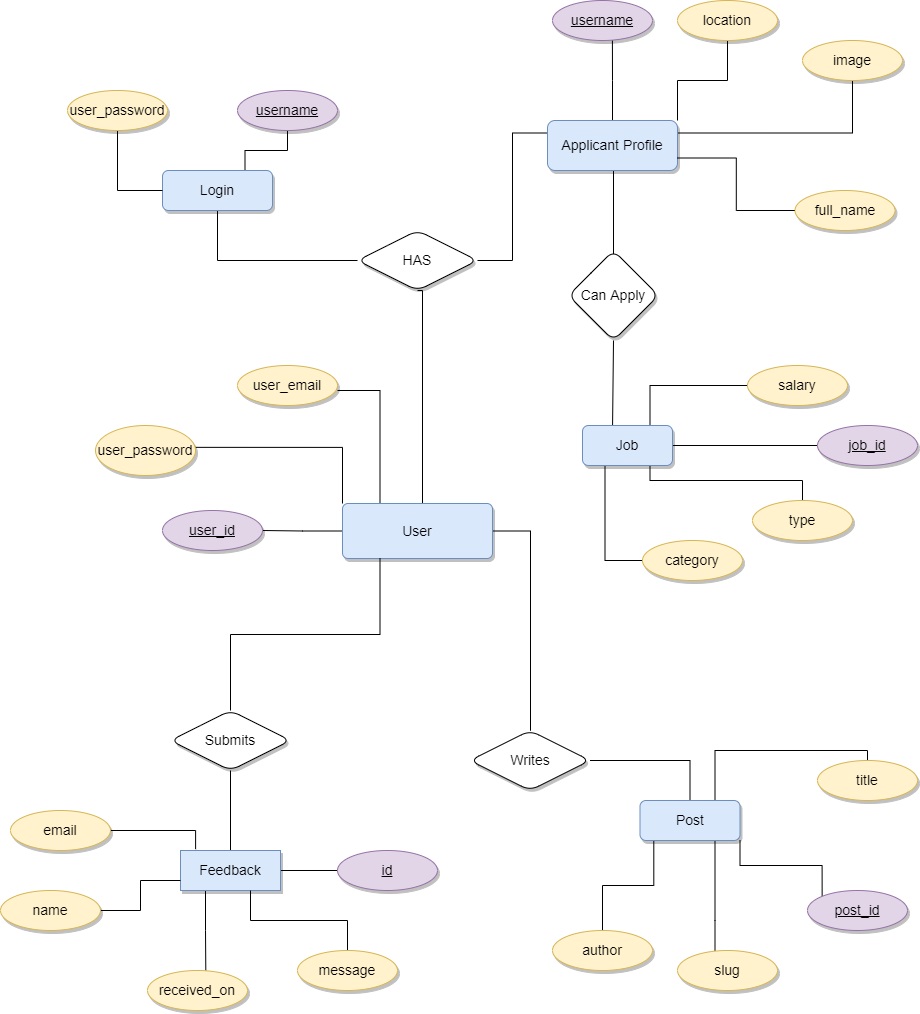 username
location
image
user_password
username
Applicant Profile
Login
full_name
HAS
Can Apply
user_email
salary
user_password
Job
job_id
user_id
User
type
category
Submits
Writes
title
email
Post
Feedback
id
name
post_id
author
message
slug
received_on